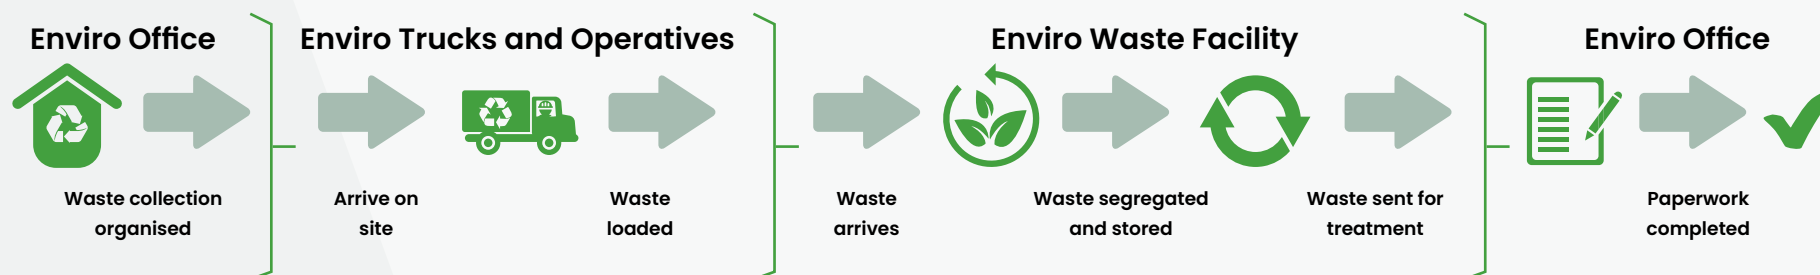 Enviro Office
Enviro Trucks and Operatives
Enviro Waste Facility
Enviro Office
Waste collection
organised
Arrive on
site
Waste
loaded
Waste
arrives
Waste segregated
and stored
Waste sent for
treatment
Paperwork
completed